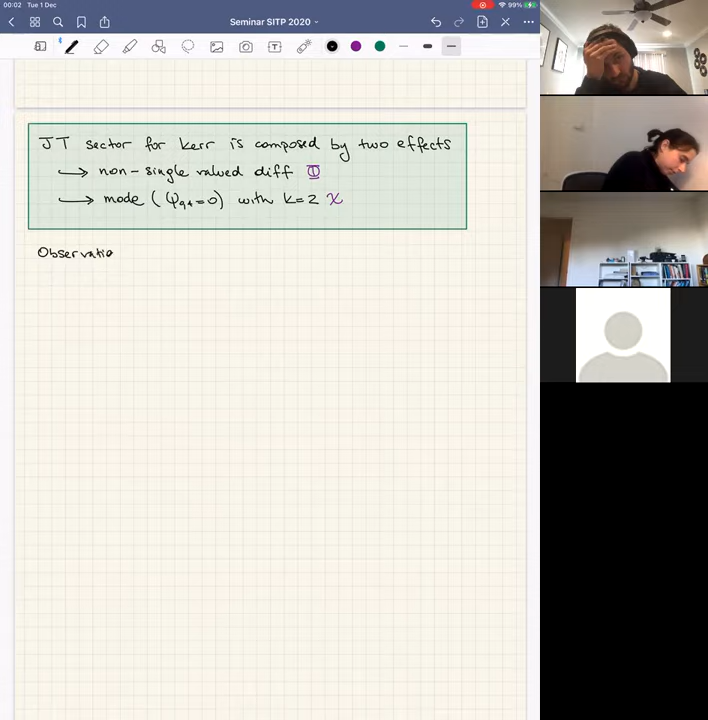 00:02 Tue 1 Dec
99%
Seminar SITP 2020
JT sector for Kerr is composed by two effects
→ non-single valued diff Φ
→ mode (φ₉₄=0) with k=2 χ
Observatio